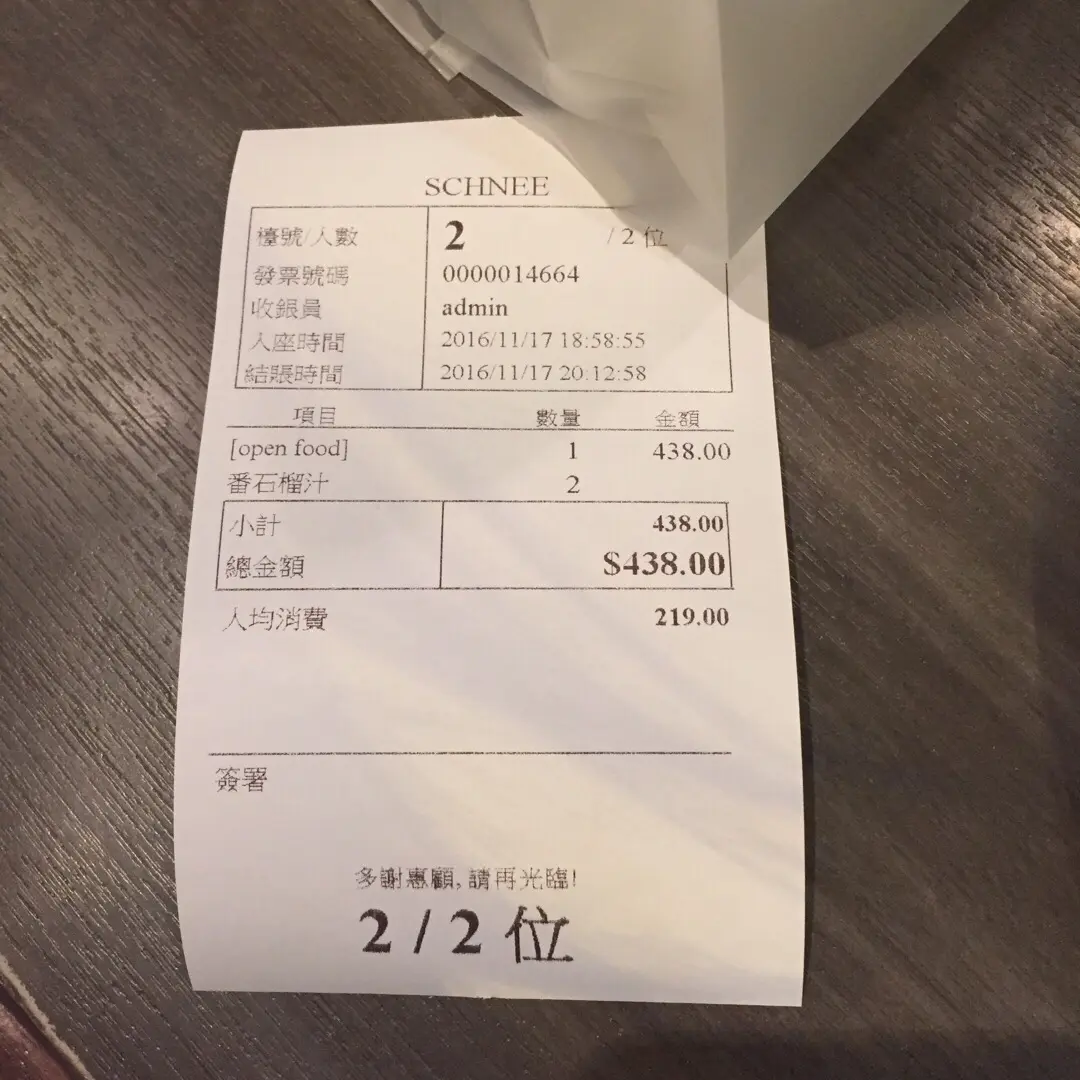 SCHNEE
檯號/人數 2 / 2 位
發票號碼 0000014664
收銀員 admin
入座時間 2016/11/17 18:58:55
結賬時間 2016/11/17 20:12:58
項目 數量 金額
[open food] 1 438.00
番石榴汁 2
小計 438.00
總金額 $438.00
人均消費 219.00
簽署
多謝惠顧, 請再光臨!
2 / 2 位